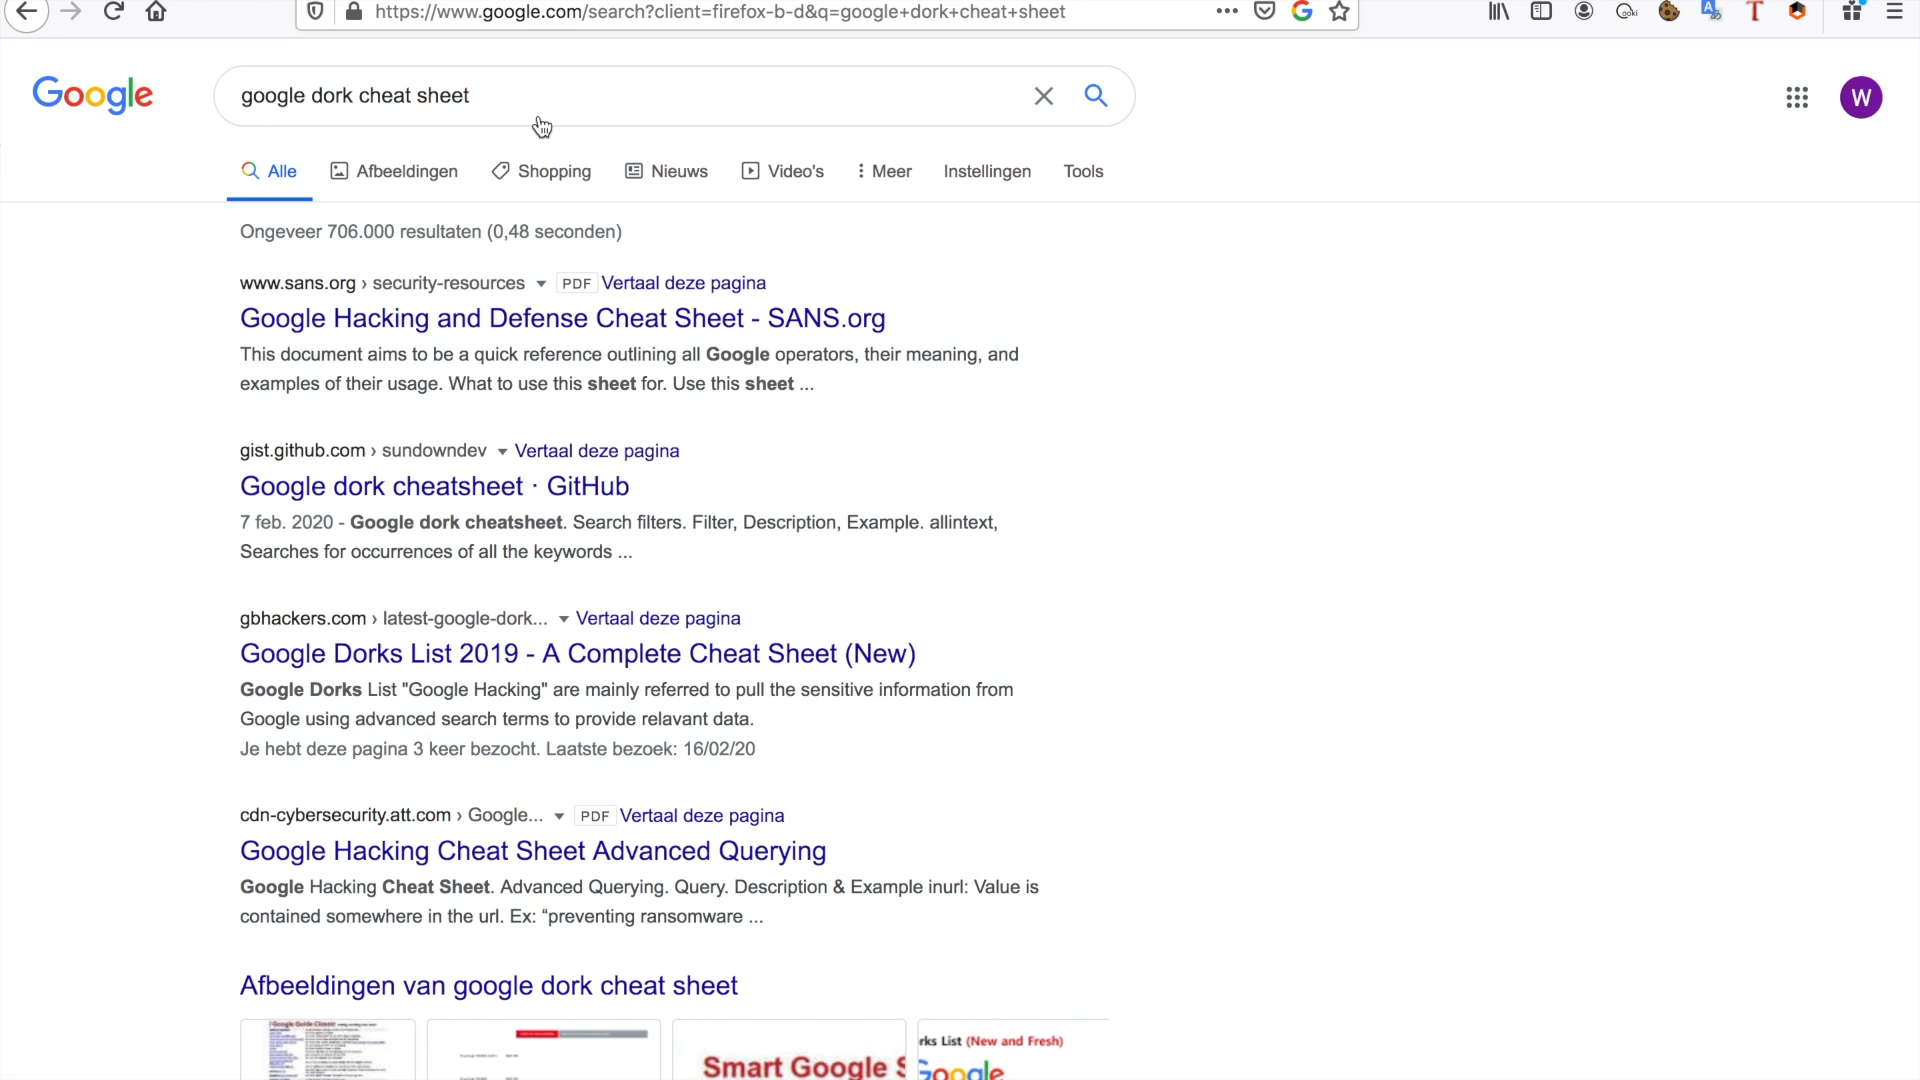 https://www.google.com/search?client=firefox-b-d&q=google+dork+cheat+sheet
Google
google dork cheat sheet
W
Alle Afbeeldingen Shopping Nieuws Video's Meer Instellingen Tools
Ongeveer 706.000 resultaten (0,48 seconden)
www.sans.org › security-resources PDF Vertaal deze pagina
Google Hacking and Defense Cheat Sheet - SANS.org
This document aims to be a quick reference outlining all Google operators, their meaning, and
examples of their usage. What to use this sheet for. Use this sheet ...
gist.github.com › sundowndev Vertaal deze pagina
Google dork cheatsheet · GitHub
7 feb. 2020 - Google dork cheatsheet. Search filters. Filter, Description, Example. allintext,
Searches for occurrences of all the keywords ...
gbhackers.com › latest-google-dork... Vertaal deze pagina
Google Dorks List 2019 - A Complete Cheat Sheet (New)
Google Dorks List "Google Hacking" are mainly referred to pull the sensitive information from
Google using advanced search terms to provide relavant data.
Je hebt deze pagina 3 keer bezocht. Laatste bezoek: 16/02/20
cdn-cybersecurity.att.com › Google... PDF Vertaal deze pagina
Google Hacking Cheat Sheet Advanced Querying
Google Hacking Cheat Sheet. Advanced Querying. Query. Description & Example inurl: Value is
contained somewhere in the url. Ex: “preventing ransomware ...
Afbeeldingen van google dork cheat sheet
Google Guide Classes
Smart Google S
rks List (New and Fresh)
Google